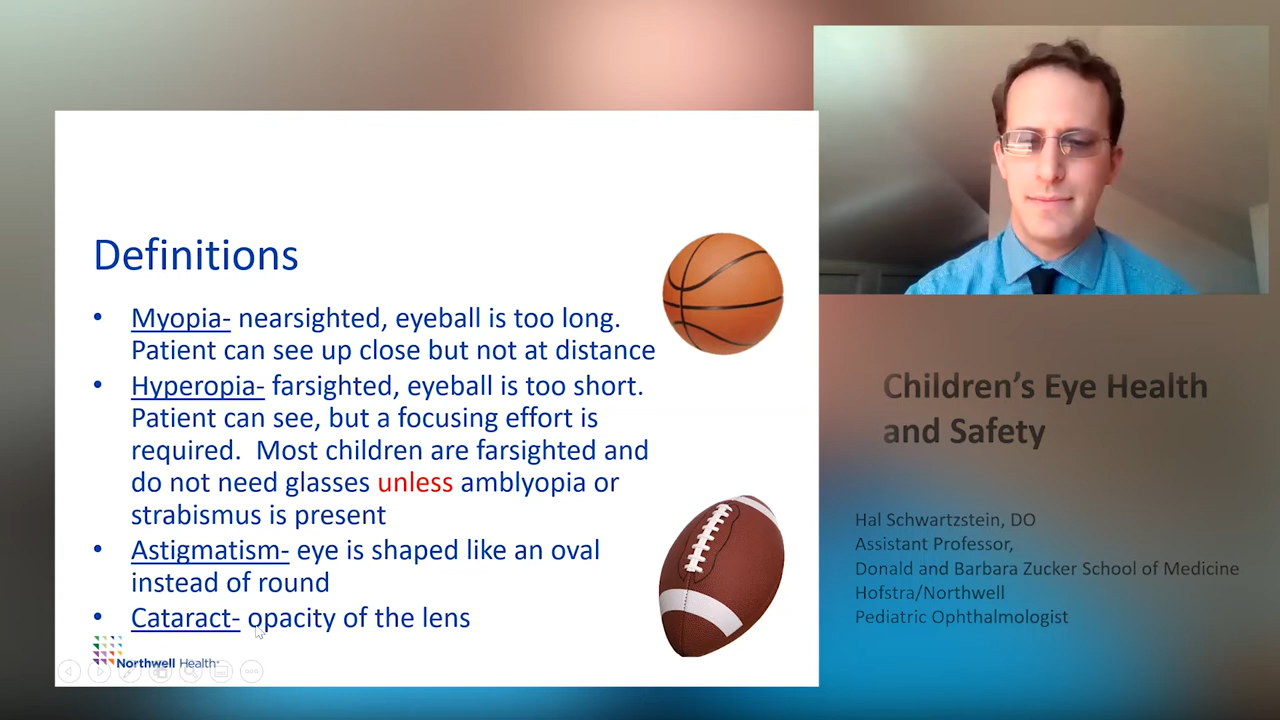 Definitions
• Myopia- nearsighted, eyeball is too long.
Patient can see up close but not at distance
• Hyperopia- farsighted, eyeball is too short.
Patient can see, but a focusing effort is
required. Most children are farsighted and
do not need glasses unless amblyopia or
strabismus is present
• Astigmatism- eye is shaped like an oval
instead of round
• Cataract- opacity of the lens
Northwell Health
Children’s Eye Health
and Safety
Hal Schwartzstein, DO
Assistant Professor,
Donald and Barbara Zucker School of Medicine
Hofstra/Northwell
Pediatric Ophthalmologist